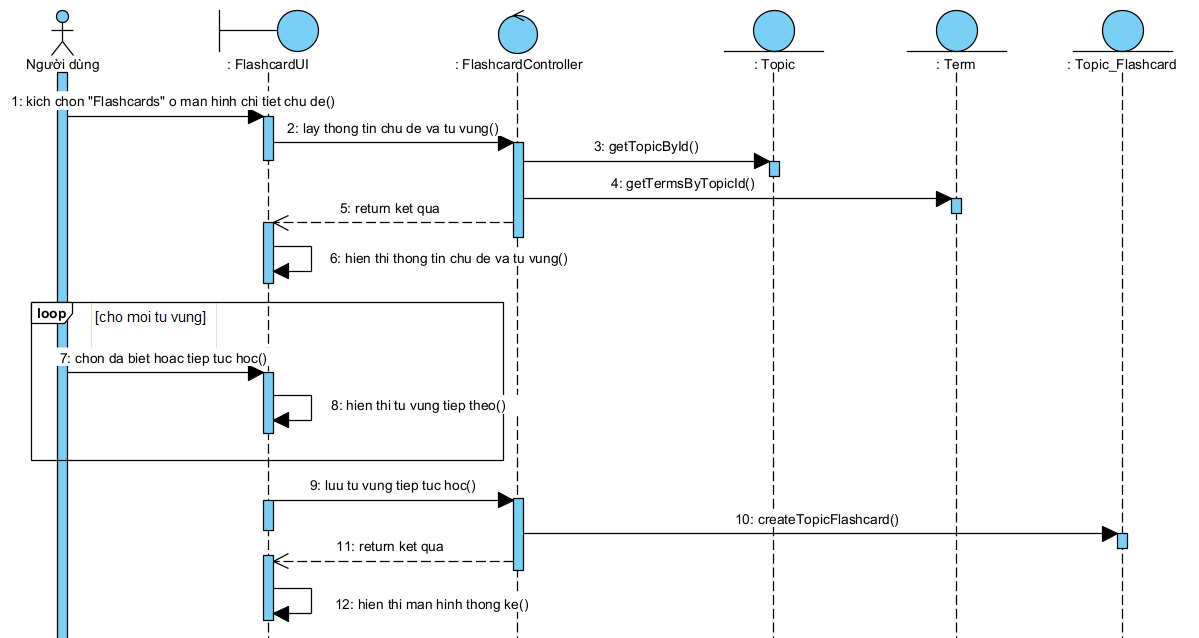 Người dùng
: FlashcardUI
: FlashcardController
: Topic
: Term
: Topic_Flashcard
1: kich chon "Flashcards" o man hinh chi tiet chu de()
2: lay thong tin chu de va tu vung()
3: getTopicById()
4: getTermsByTopicId()
5: return ket qua
6: hien thi thong tin chu de va tu vung()
loop
[cho moi tu vung]
7: chon da biet hoac tiep tuc hoc()
8: hien thi tu vung tiep theo()
9: luu tu vung tiep tuc hoc()
10: createTopicFlashcard()
11: return ket qua
12: hien thi man hinh thong ke()